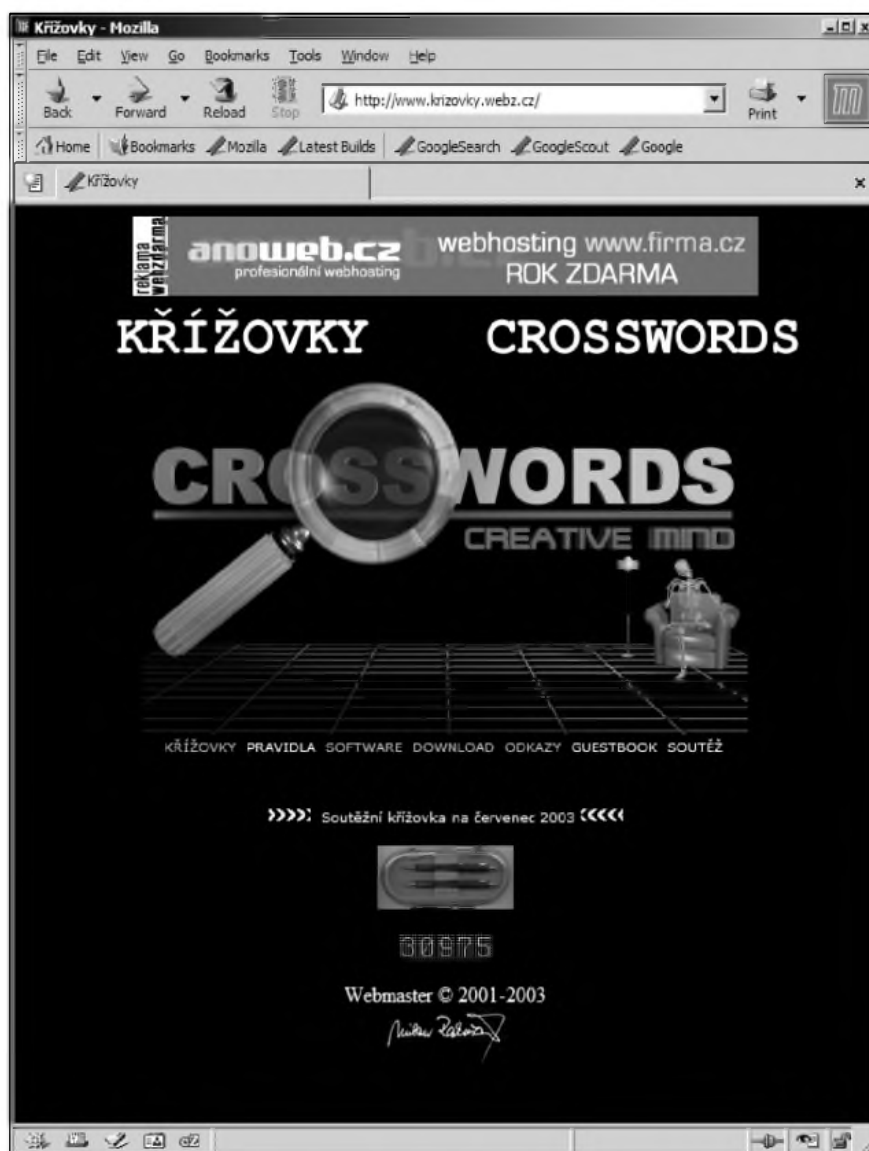 Křížovky - Mozilla
File Edit View Go Bookmarks Tools Window Help
Back Forward Reload Stop http://www.krizovky.webz.cz/ Print
Home Bookmarks Mozilla Latest Builds GoogleSearch GoogleScout Google
Křížovky
reklama
webzdarma
anoweb.cz
profesionální webhosting
webhosting www.firma.cz
ROK ZDARMA
KŘÍŽOVKY CROSSWORDS
CROSSWORDS
CREATIVE MIND
KŘÍŽOVKY PRAVIDLA SOFTWARE DOWNLOAD ODKAZY GUESTBOOK SOUTĚŽ
Soutěžní křížovka na červenec 2003
30975
Webmaster © 2001-2003